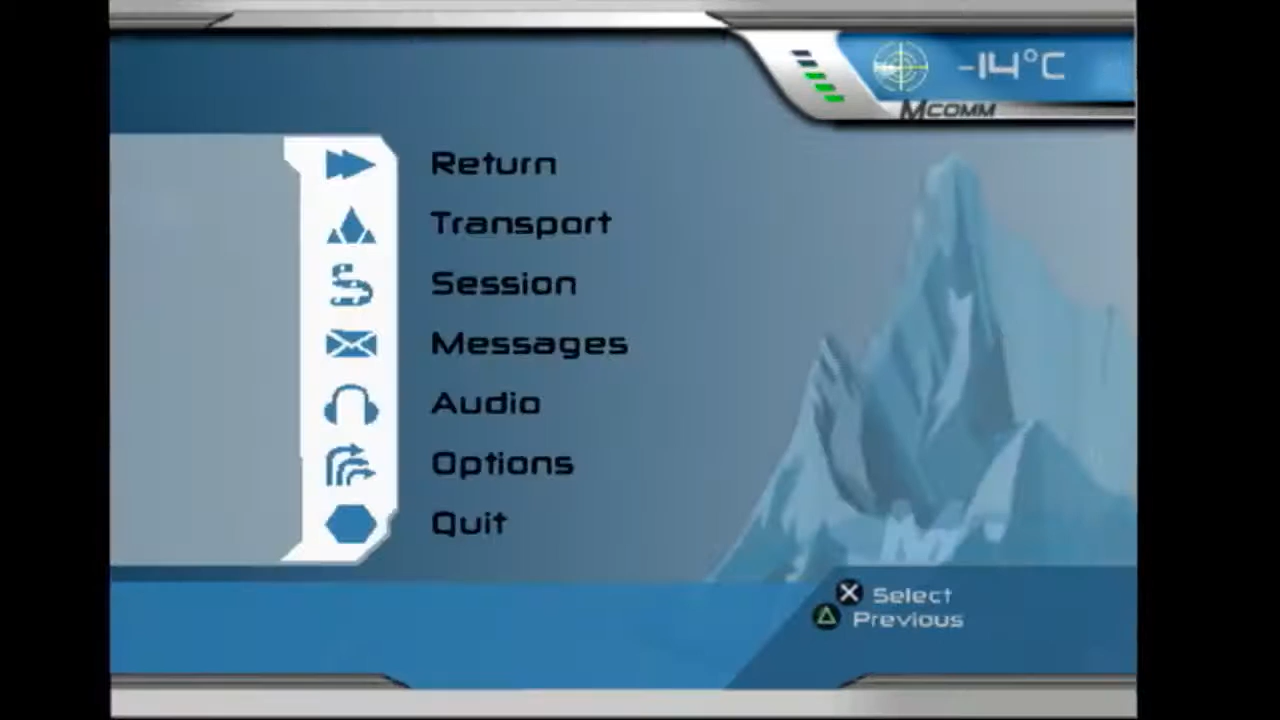 -14°C
MCOMM
Return
Transport
Session
Messages
Audio
Options
Quit
Select
Previous